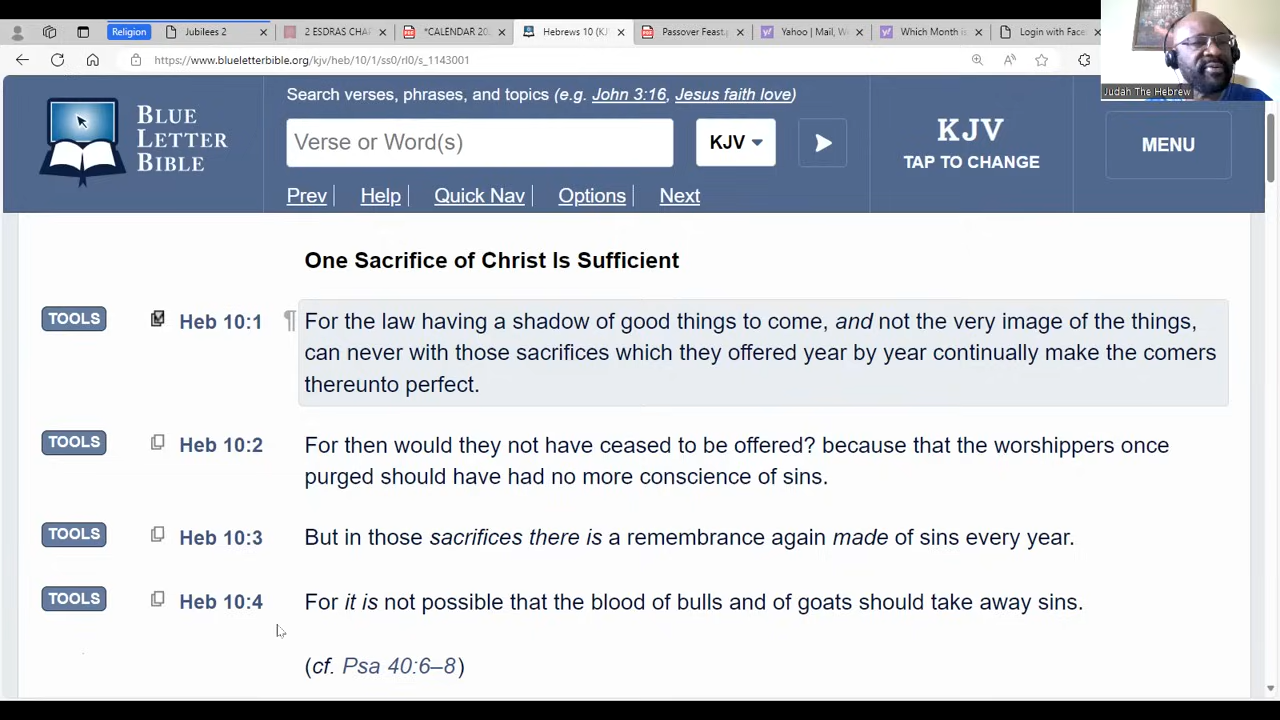 Religion
Jubilees 2
2 ESDRAS CHA
*CALENDAR 20
Hebrews 10 (KJ
Passover Feast.p
Yahoo | Mail, W
Which Month is
Login with Face
https://www.blueletterbible.org/kjv/heb/10/1/ss0/rl0/s_1143001
Judah The Hebrew
BLUE
LETTER
BIBLE
Search verses, phrases, and topics (e.g. John 3:16, Jesus faith love)
Verse or Word(s)
KJV
Prev Help Quick Nav Options Next
KJV
TAP TO CHANGE
MENU
One Sacrifice of Christ Is Sufficient
TOOLS Heb 10:1 ¶ For the law having a shadow of good things to come, and not the very image of the things,
can never with those sacrifices which they offered year by year continually make the comers
thereunto perfect.
TOOLS Heb 10:2 For then would they not have ceased to be offered? because that the worshippers once
purged should have had no more conscience of sins.
TOOLS Heb 10:3 But in those sacrifices there is a remembrance again made of sins every year.
TOOLS Heb 10:4 For it is not possible that the blood of bulls and of goats should take away sins.
(cf. Psa 40:6–8)